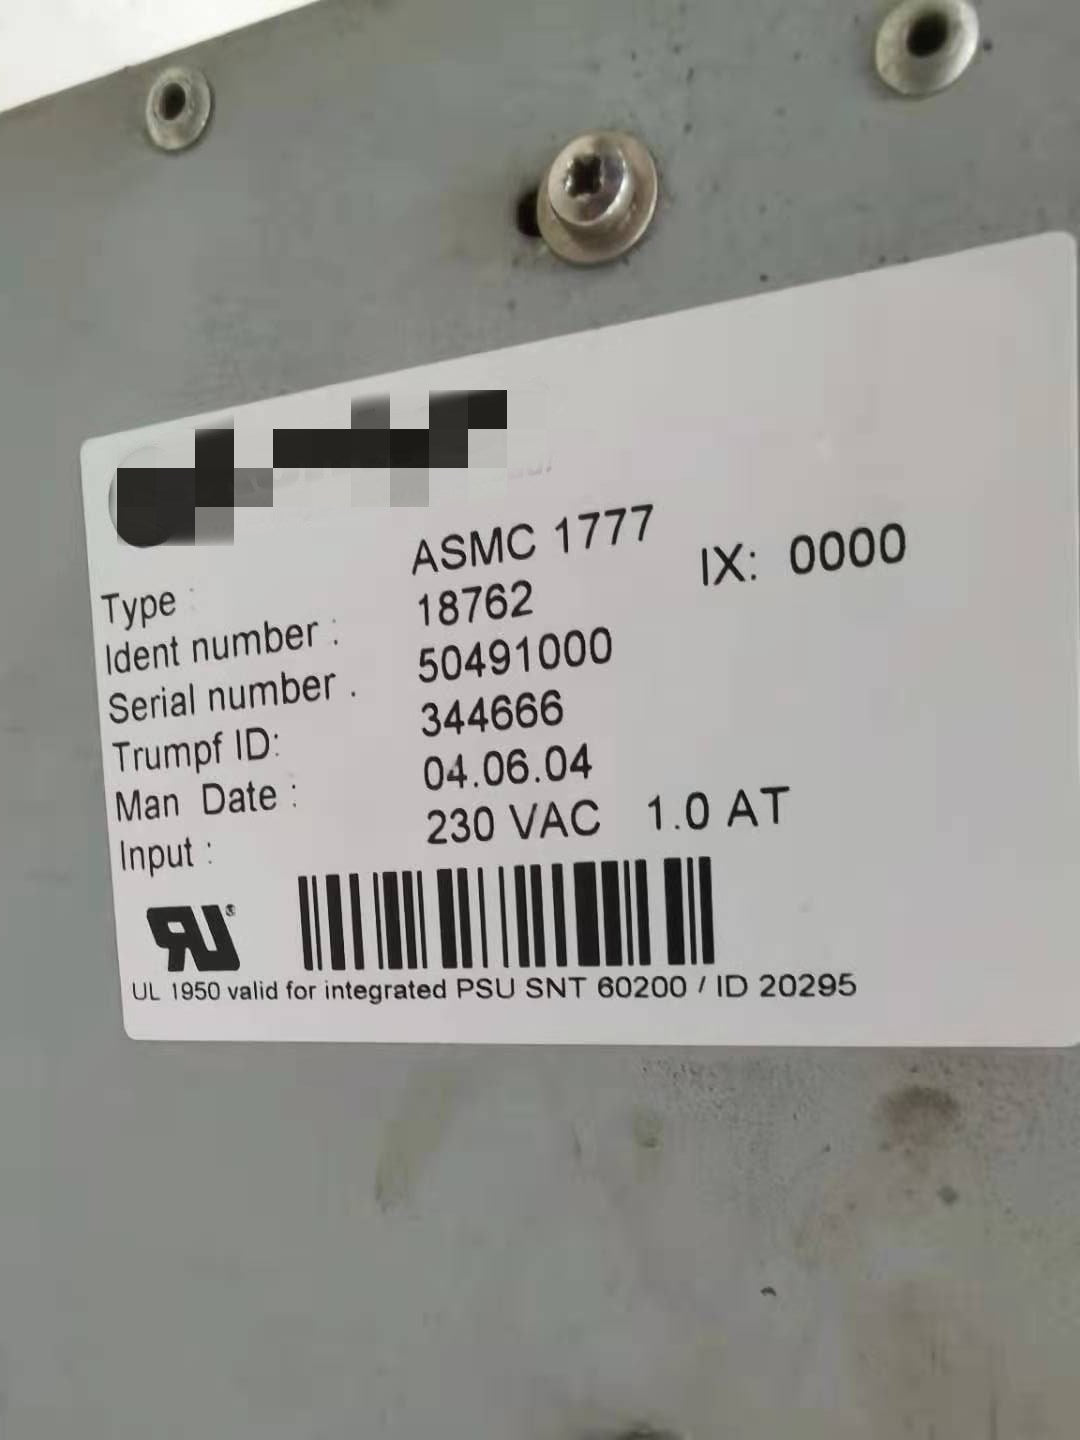 Type : ASMC 1777 IX: 0000
Ident number : 18762
Serial number . 50491000
Trumpf ID: 344666
Man Date : 04.06.04
Input : 230 VAC 1.0 AT
RU®
UL 1950 valid for integrated PSU SNT 60200 / ID 20295